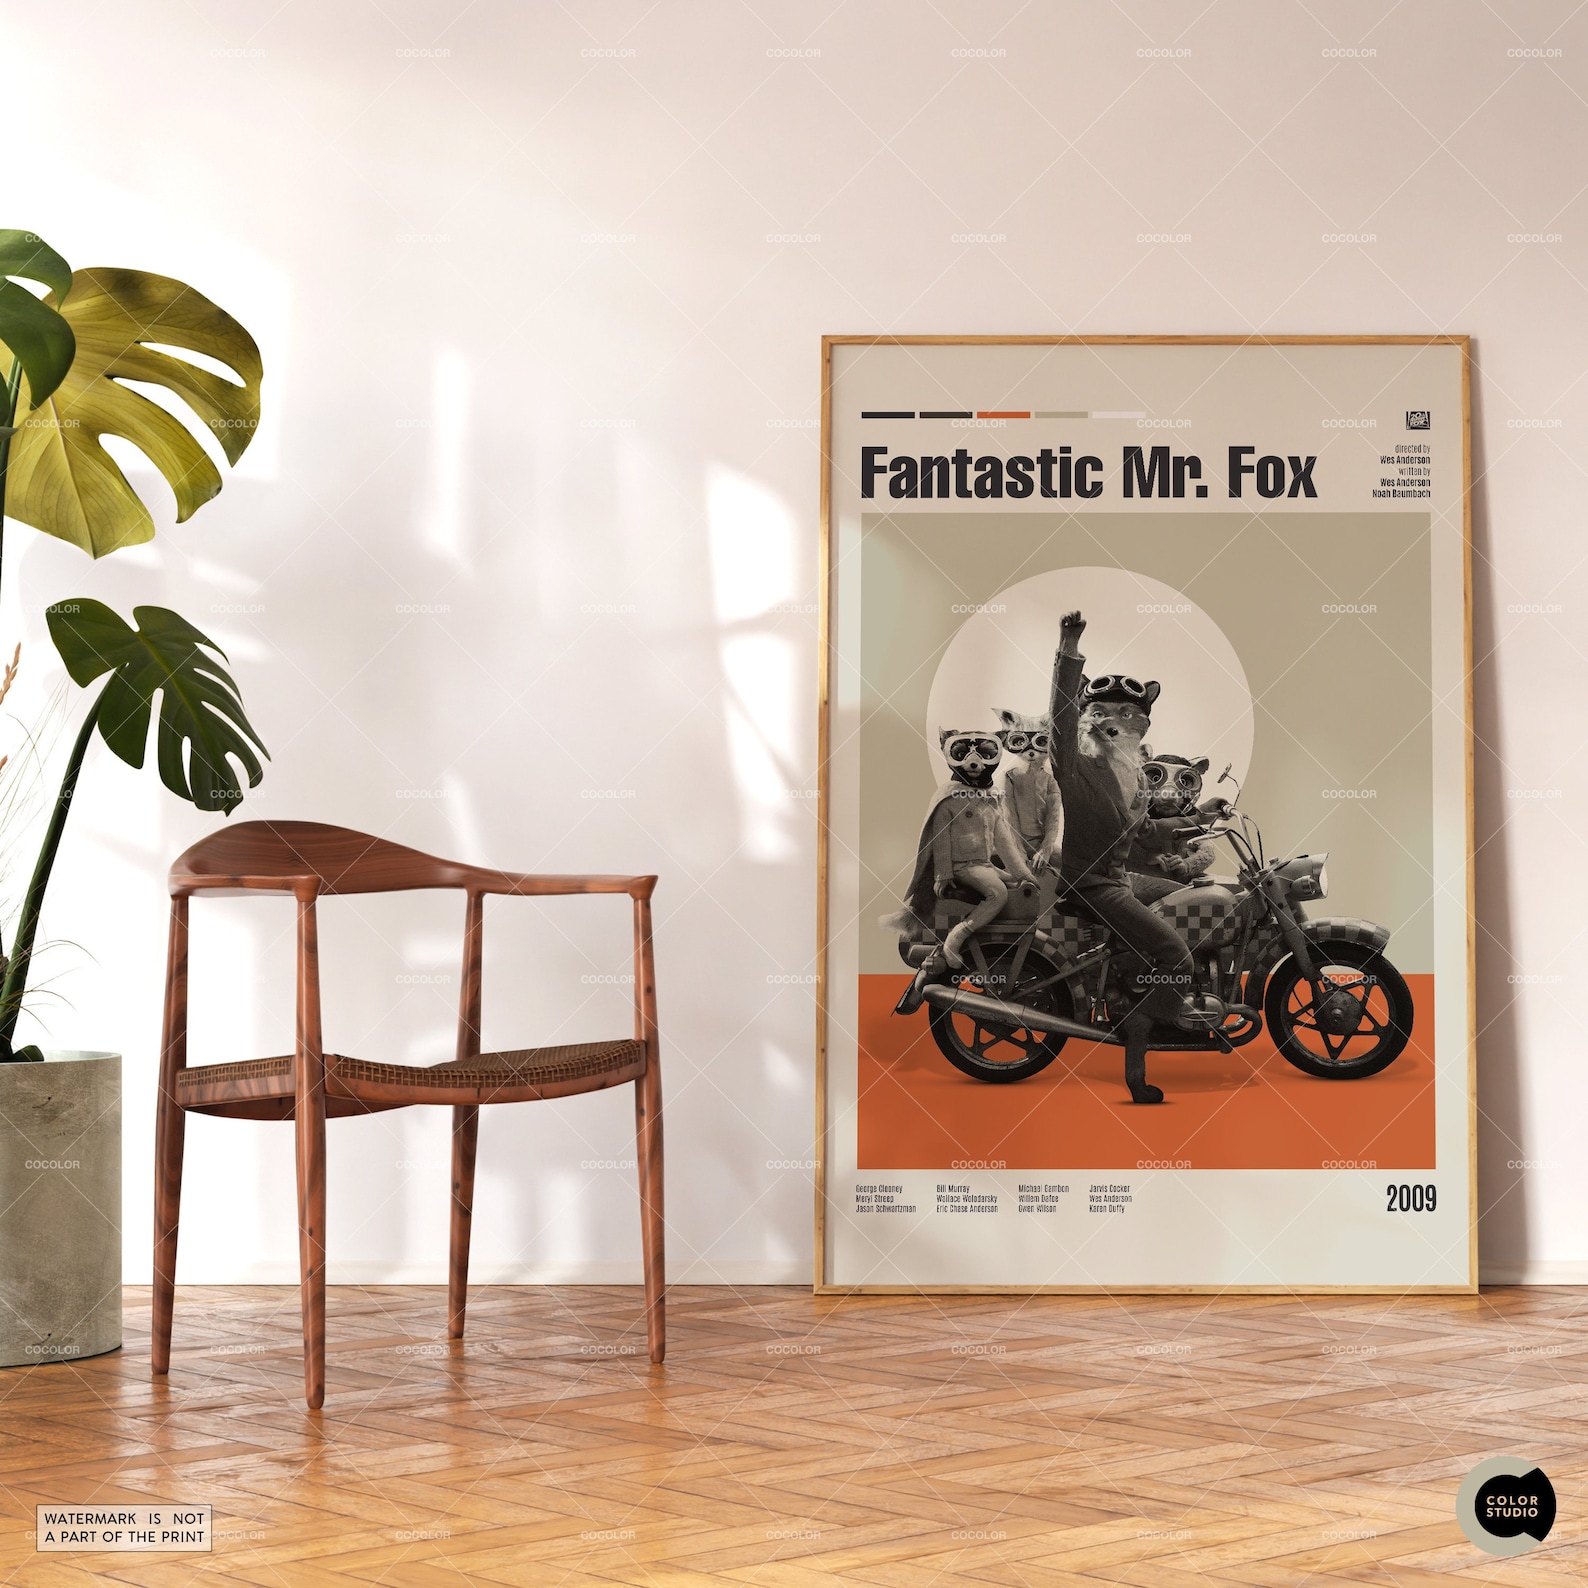 Fantastic Mr. Fox
directed by
Wes Anderson
written by
Wes Anderson
Noah Baumbach
George Clooney
Meryl Streep
Jason Schwartzman
Bill Murray
Wallace Wolodarsky
Eric Chase Anderson
Michael Gambon
Willem Dafoe
Owen Wilson
Jarvis Cocker
Wes Anderson
Karen Duffy
2009
WATERMARK IS NOT
A PART OF THE PRINT
COLOR
STUDIO
COCOLOR